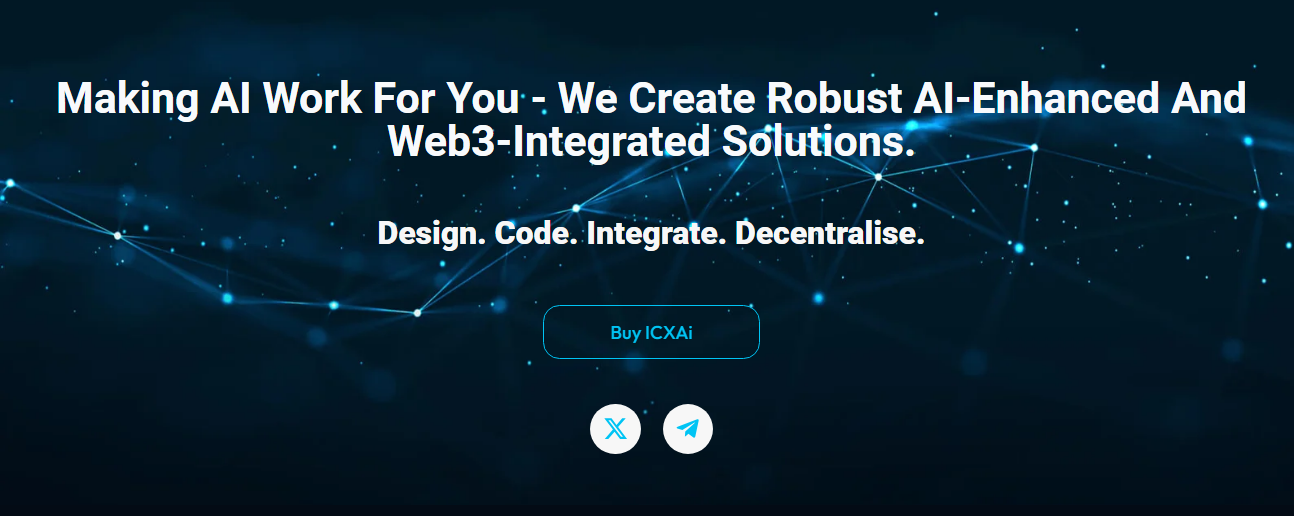 Making AI Work For You - We Create Robust AI-Enhanced And
Web3-Integrated Solutions.
Design. Code. Integrate. Decentralise.
Buy ICXAi